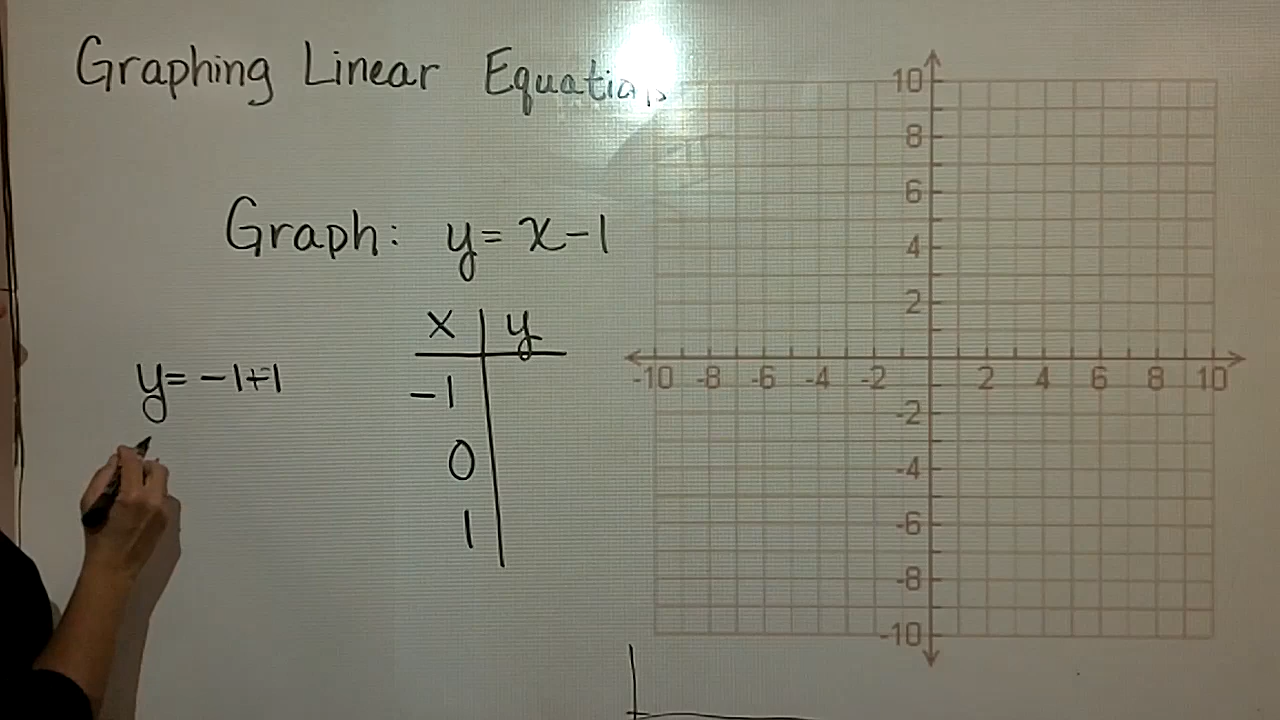 Graphing Linear Equations
Graph: y = x - 1
x | y
-1
0
1
y = -1+-1
10
8
6
4
2
-10 -8 -6 -4 -2 2 4 6 8 10
-2
-4
-6
-8
-10